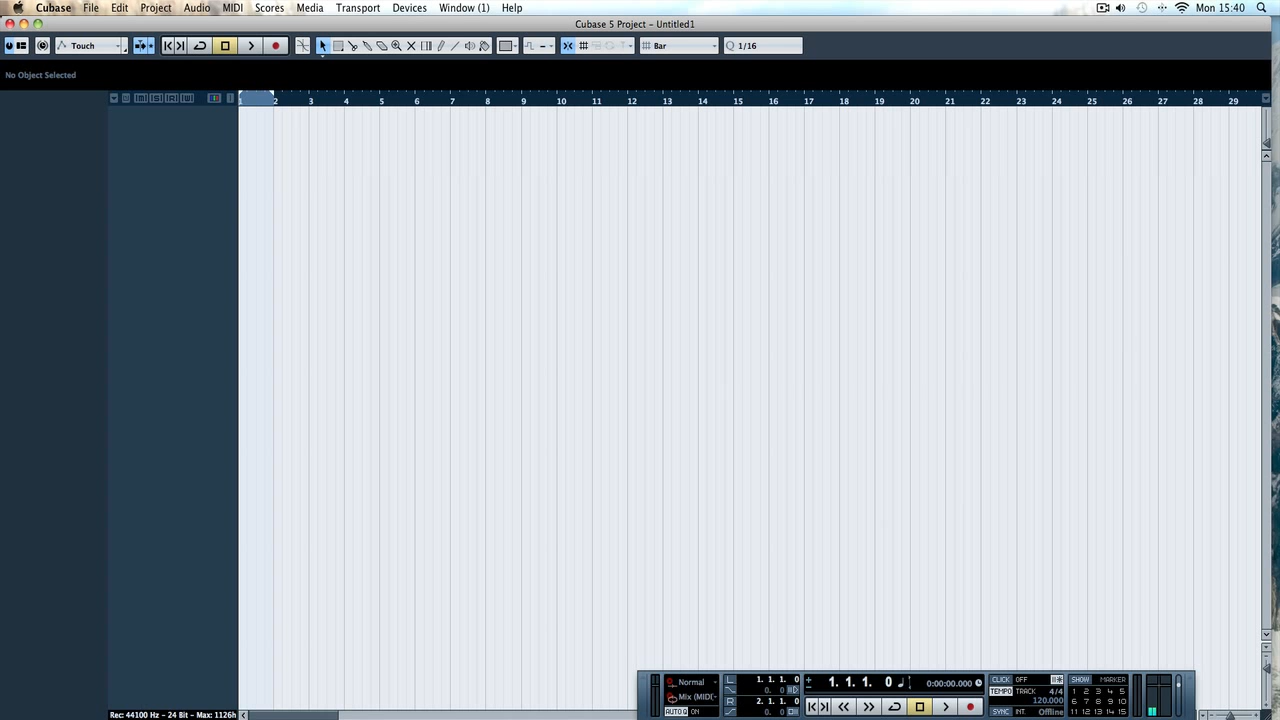 Cubase File Edit Project Audio MIDI Scores Media Transport Devices Window (1) Help Mon 15:40
Cubase 5 Project - Untitled1
Touch Bar Q 1/16
No Object Selected
1 2 3 4 5 6 7 8 9 10 11 12 13 14 15 16 17 18 19 20 21 22 23 24 25 26 27 28 29
Normal L 1. 1. 1. 0 1. 1. 1. 0 0:00:00.000 CLICK OFF SHOW MARKER
Mix (MIDI 0. 0 TEMPO TRACK 4/4 1 2 3 4 5
R 2. 1. 1. 0 120.000 6 7 8 9 10
AUTO Q ON 0. 0 SYNC INT. Offline 11 12 13 14 15
Rec: 44100 Hz - 24 Bit - Max: 1126h